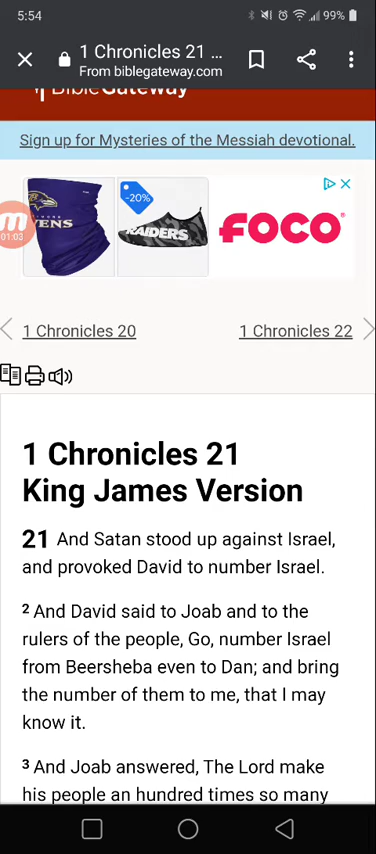 5:54
99%
1 Chronicles 21 ...
From biblegateway.com
BibleGateway
Sign up for Mysteries of the Messiah devotional.
-20%
VENS
RAIDERS
FOCO
m
01:03
1 Chronicles 20
1 Chronicles 22
1 Chronicles 21
King James Version
21 And Satan stood up against Israel,
and provoked David to number Israel.
2 And David said to Joab and to the
rulers of the people, Go, number Israel
from Beersheba even to Dan; and bring
the number of them to me, that I may
know it.
3 And Joab answered, The Lord make
his people an hundred times so many